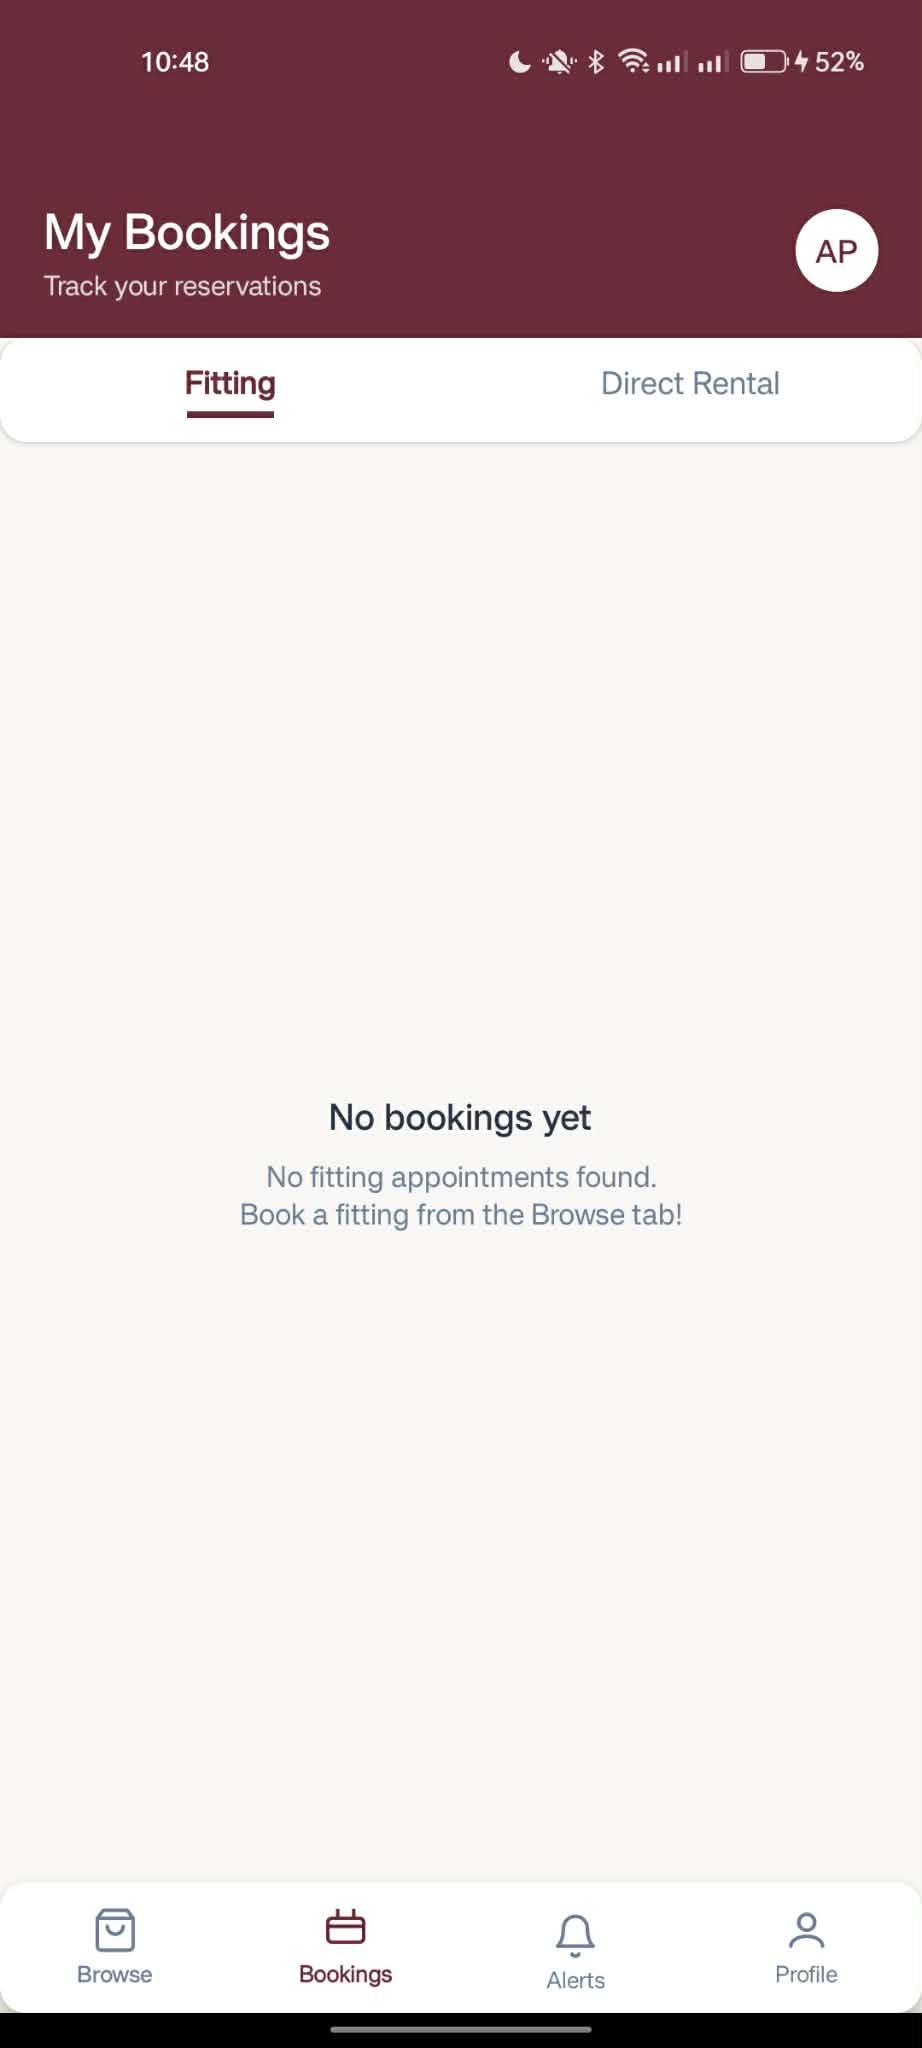 10:48
52%
My Bookings
AP
Track your reservations
Fitting
Direct Rental
No bookings yet
No fitting appointments found.
Book a fitting from the Browse tab!
Browse
Bookings
Alerts
Profile